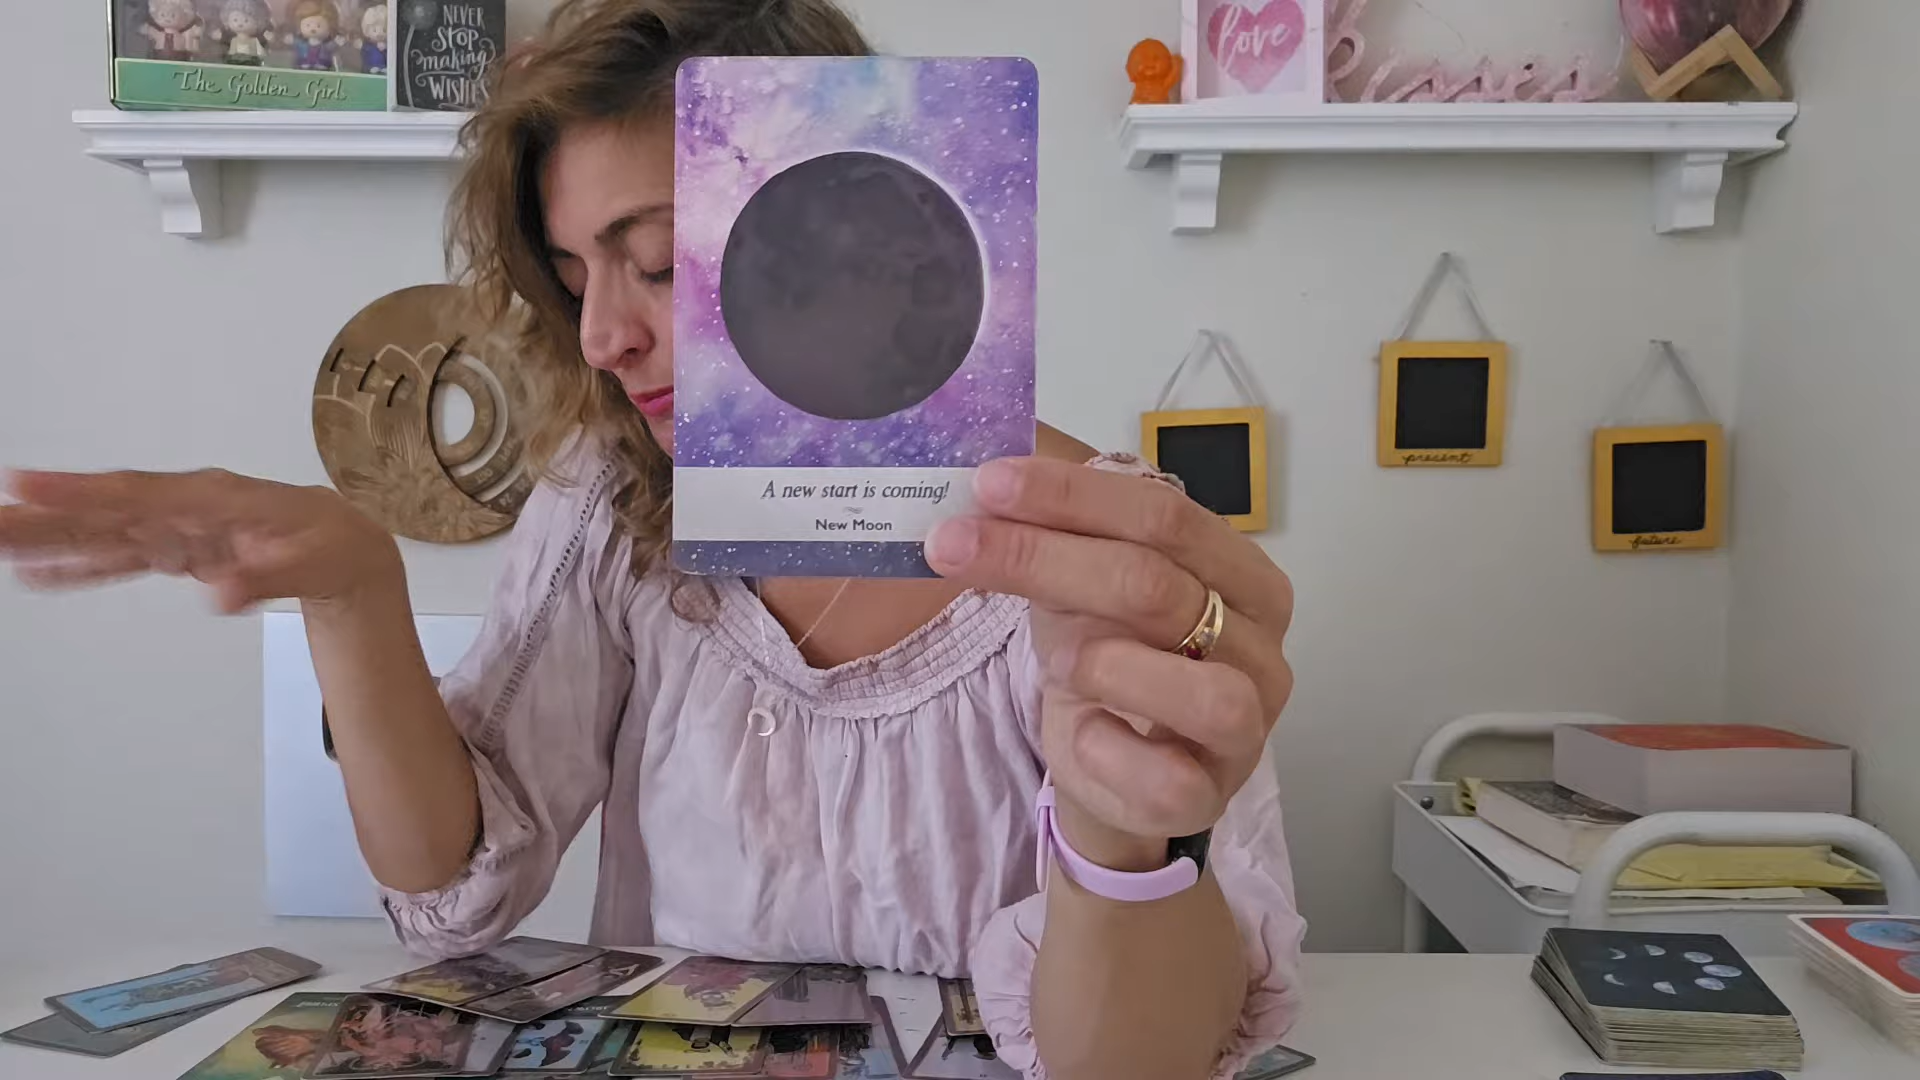 The Golden Girl
NEVER
STOP
making
WISHES
love
kisses
A new start is coming!
New Moon
present
future